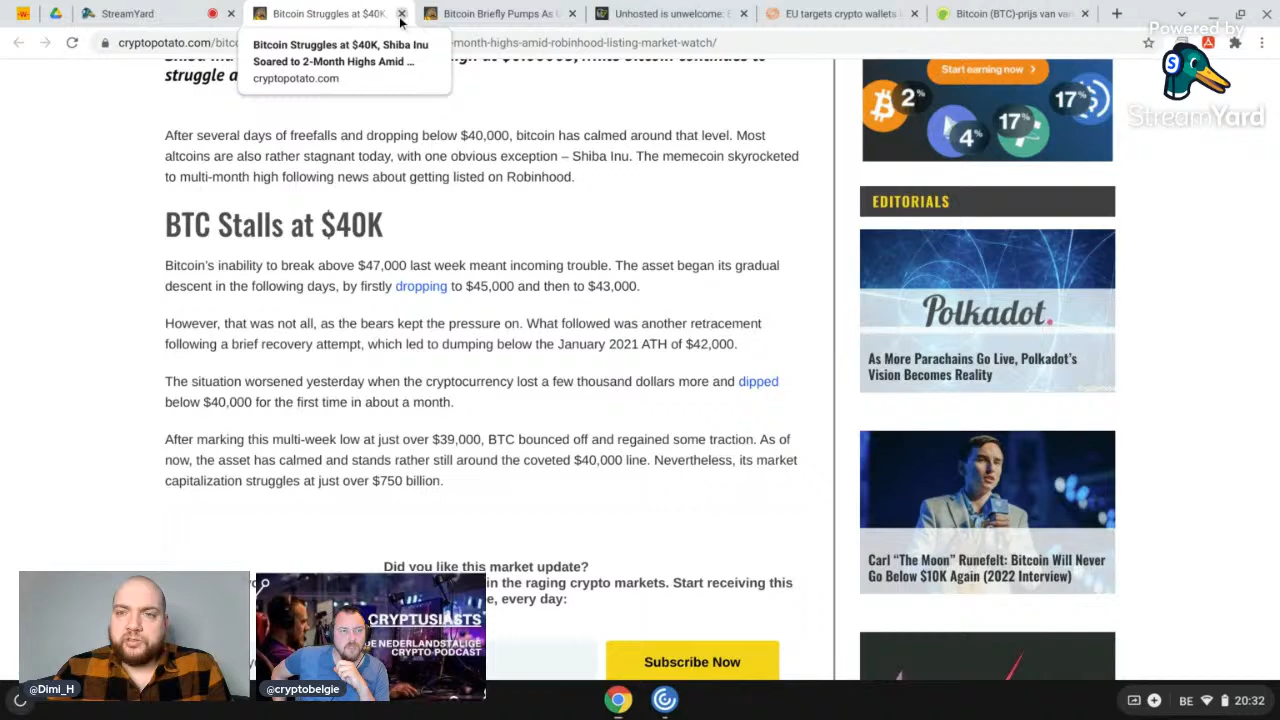 StreamYard
Bitcoin Struggles at $40K
Bitcoin Briefly Pumps As
Unhosted is unwelcome: E
EU targets crypto wallets
Bitcoin (BTC)-prijs van van
Powered by
StreamYard
cryptopotato.com/bitco
-month-highs-amid-robinhood-listing-market-watch/
Bitcoin Struggles at $40K, Shiba Inu
Soared to 2-Month Highs Amid ...
cryptopotato.com
struggle a
After several days of freefalls and dropping below $40,000, bitcoin has calmed around that level. Most
altcoins are also rather stagnant today, with one obvious exception – Shiba Inu. The memecoin skyrocketed
to multi-month high following news about getting listed on Robinhood.
BTC Stalls at $40K
Bitcoin's inability to break above $47,000 last week meant incoming trouble. The asset began its gradual
descent in the following days, by firstly dropping to $45,000 and then to $43,000.
However, that was not all, as the bears kept the pressure on. What followed was another retracement
following a brief recovery attempt, which led to dumping below the January 2021 ATH of $42,000.
The situation worsened yesterday when the cryptocurrency lost a few thousand dollars more and dipped
below $40,000 for the first time in about a month.
After marking this multi-week low at just over $39,000, BTC bounced off and regained some traction. As of
now, the asset has calmed and stands rather still around the coveted $40,000 line. Nevertheless, its market
capitalization struggles at just over $750 billion.
Did you like this market update?
in the raging crypto markets. Start receiving this
e, every day:
Subscribe Now
Start earning now
2%
4%
17%
17%
EDITORIALS
Polkadot.
As More Parachains Go Live, Polkadot's
Vision Becomes Reality
Carl "The Moon" Runefelt: Bitcoin Will Never
Go Below $10K Again (2022 Interview)
CRYPTUSIASTS
DE NEDERLANDSTALIGE
CRYPTO PODCAST
@Dimi_H
@cryptobelgie
BE
20:32